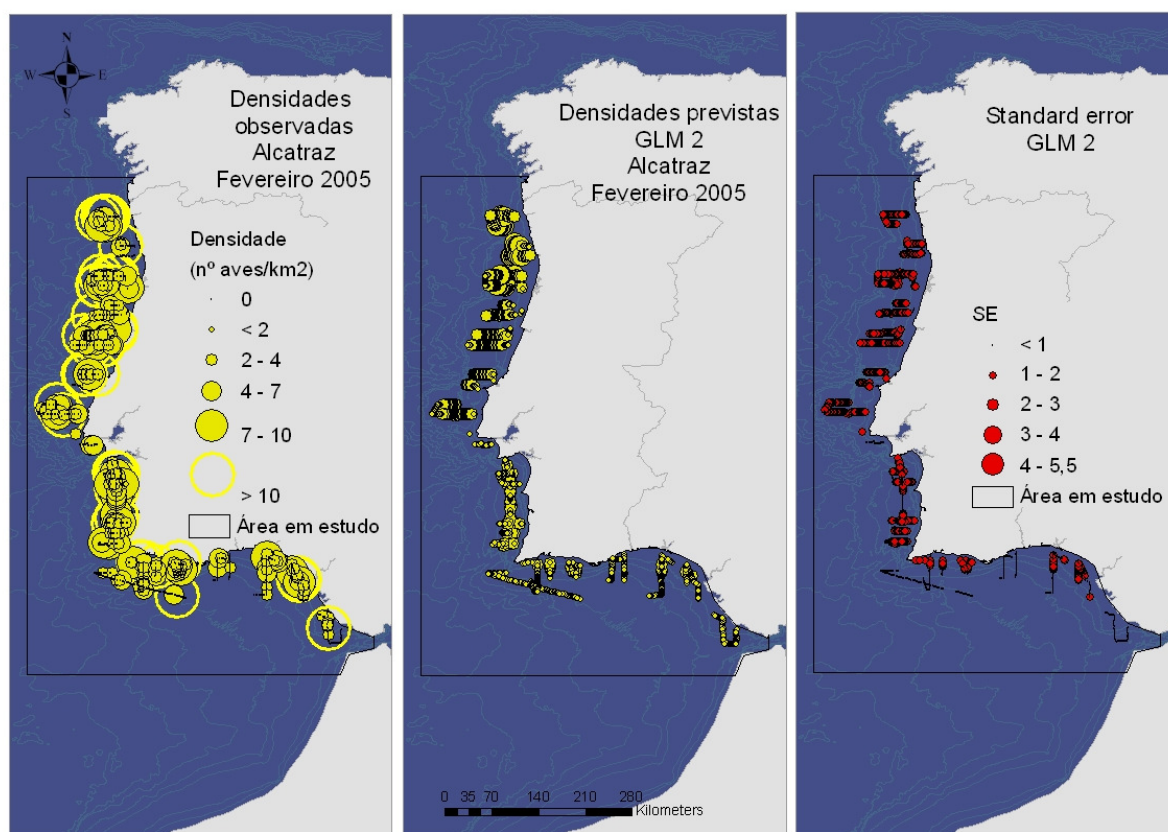 N
W E
S
Densidades
observadas
Alcatraz
Fevereiro 2005
Densidade
(nº aves/km2)
0
< 2
2 - 4
4 - 7
7 - 10
> 10
Área em estudo
Densidades previstas
GLM 2
Alcatraz
Fevereiro 2005
0 35 70 140 210 280
Kilometers
Standard error
GLM 2
SE
< 1
1 - 2
2 - 3
3 - 4
4 - 5,5
Área em estudo